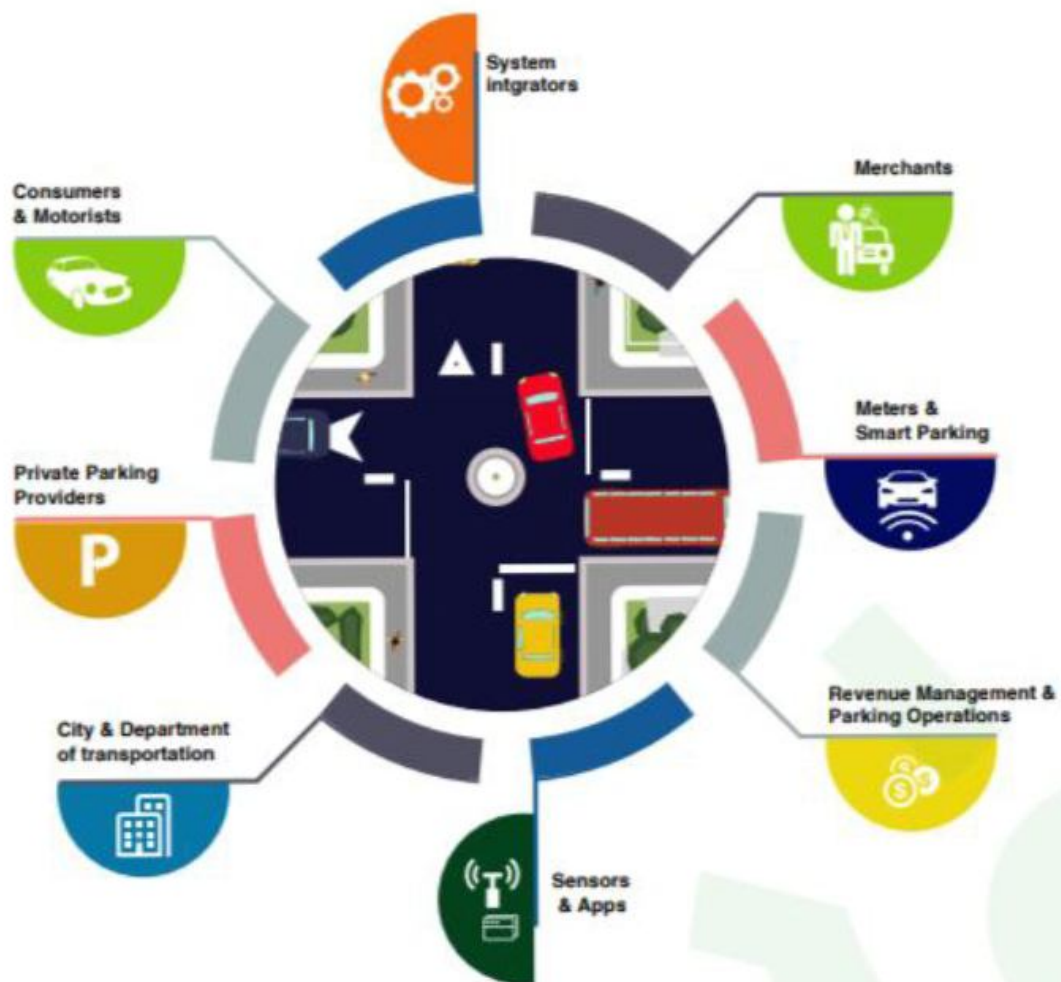 System
intgrators
Merchants
Consumers
& Motorists
Meters &
Smart Parking
Private Parking
Providers
P
Revenue Management &
Parking Operations
City & Department
of transportation
Sensors
& Apps
$
$
$